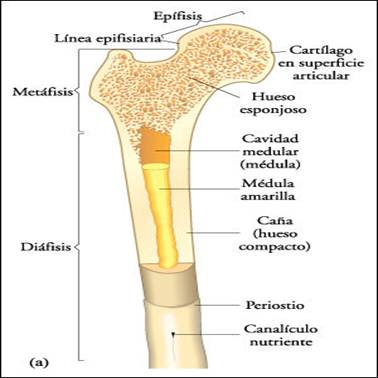 Epífisis
Línea epifisiaria
Cartílago
en superficie
articular
Metáfisis
Hueso
esponjoso
Cavidad
medular
(médula)
Médula
amarilla
Caña
(hueso
compacto)
Diáfisis
Periostio
Canalículo
nutriente
(a)